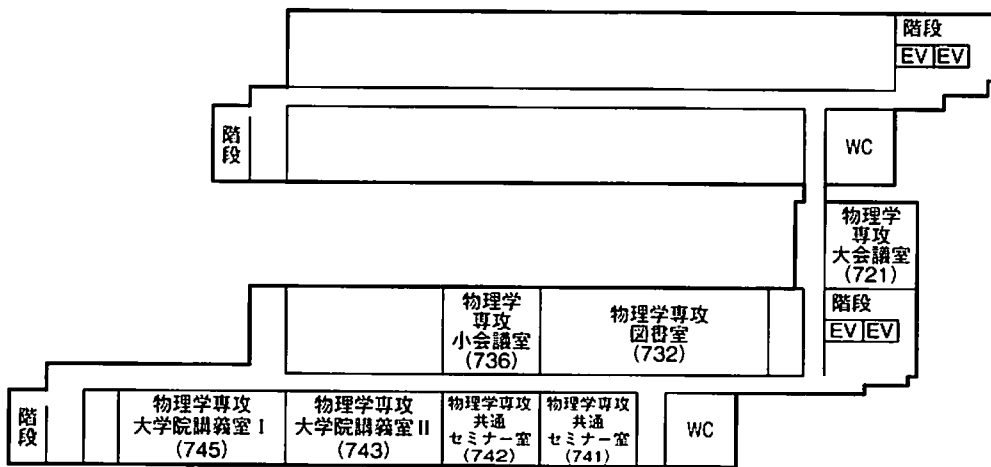 階段
EV EV
階段
WC
物理学
専攻
大会議室
(721)
階段
EV EV
物理学
専攻
小会議室
(736)
物理学専攻
図書室
(732)
階段
物理学専攻
大学院講義室 I
(745)
物理学専攻
大学院講義室 II
(743)
物理学専攻
共通
セミナー室
(742)
物理学専攻
共通
セミナー室
(741)
WC